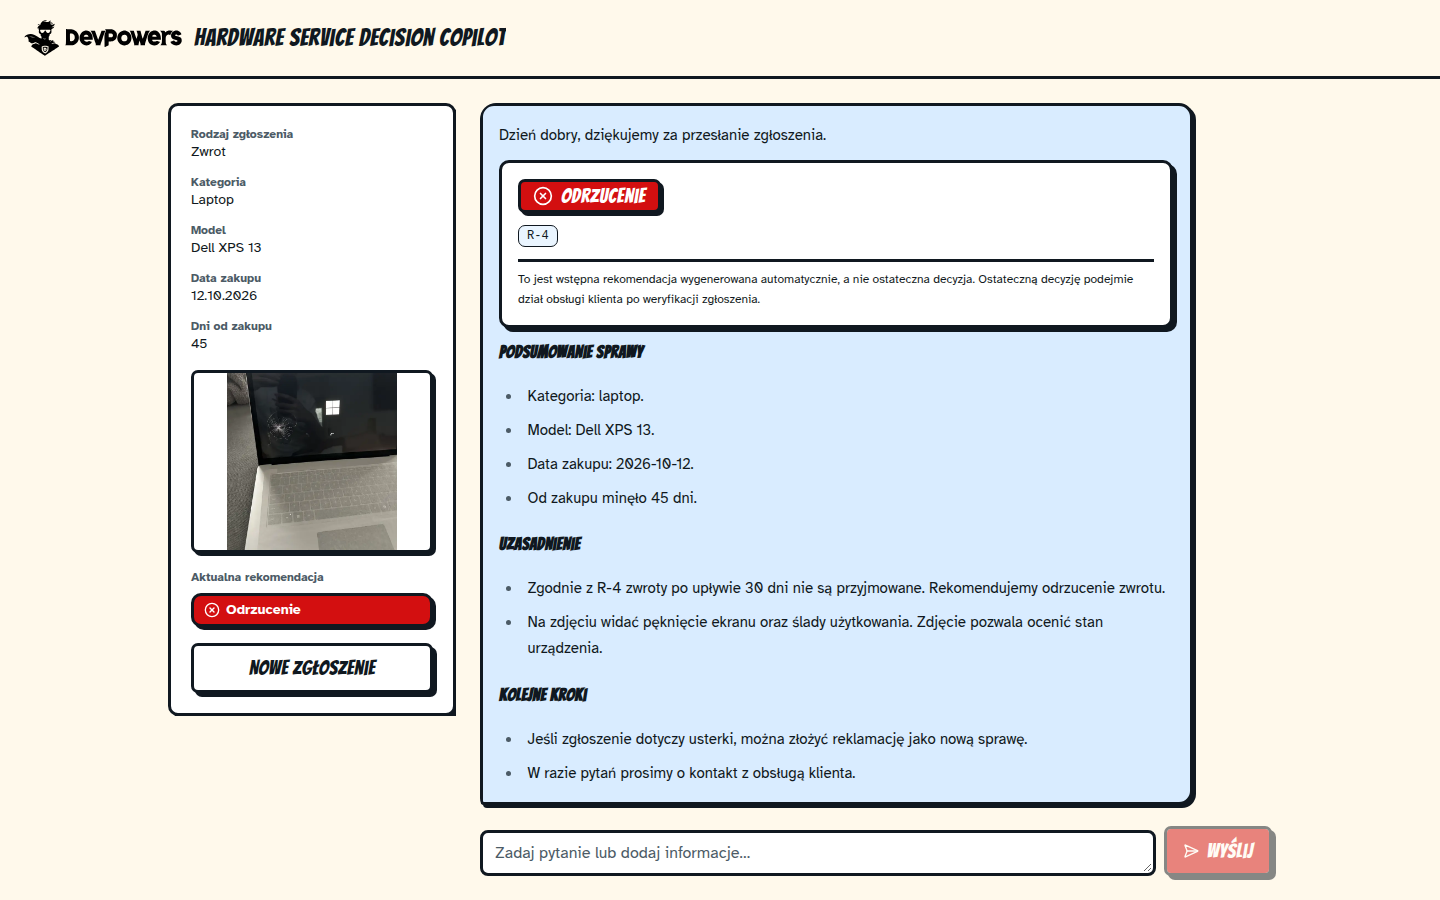 DevPowers HARDWARE SERVICE DECISION COPILOT
Rodzaj zgłoszenia
Zwrot
Kategoria
Laptop
Model
Dell XPS 13
Data zakupu
12.10.2026
Dni od zakupu
45
Aktualna rekomendacja
Odrzucenie
NOWE ZGŁOSZENIE
Dzień dobry, dziękujemy za przesłanie zgłoszenia.
ODRZUCENIE
R-4
To jest wstępna rekomendacja wygenerowana automatycznie, a nie ostateczna decyzja. Ostateczną decyzję podejmie
dział obsługi klienta po weryfikacji zgłoszenia.
PODSUMOWANIE SPRAWY
Kategoria: laptop.
Model: Dell XPS 13.
Data zakupu: 2026-10-12.
Od zakupu minęło 45 dni.
UZASADNIENIE
Zgodnie z R-4 zwroty po upływie 30 dni nie są przyjmowane. Rekomendujemy odrzucenie zwrotu.
Na zdjęciu widać pęknięcie ekranu oraz ślady użytkowania. Zdjęcie pozwala ocenić stan
urządzenia.
KOLEJNE KROKI
Jeśli zgłoszenie dotyczy usterki, można złożyć reklamację jako nową sprawę.
W razie pytań prosimy o kontakt z obsługą klienta.
Zadaj pytanie lub dodaj informacje...
WYŚLIJ